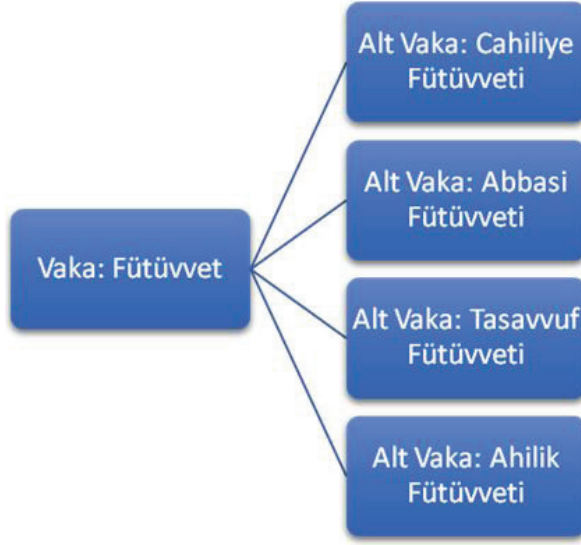 Vaka: Fütüvvet
Alt Vaka: Cahiliye
Fütüvveti
Alt Vaka: Abbasi
Fütüvveti
Alt Vaka: Tasavvuf
Fütüvveti
Alt Vaka: Ahilik
Fütüvveti